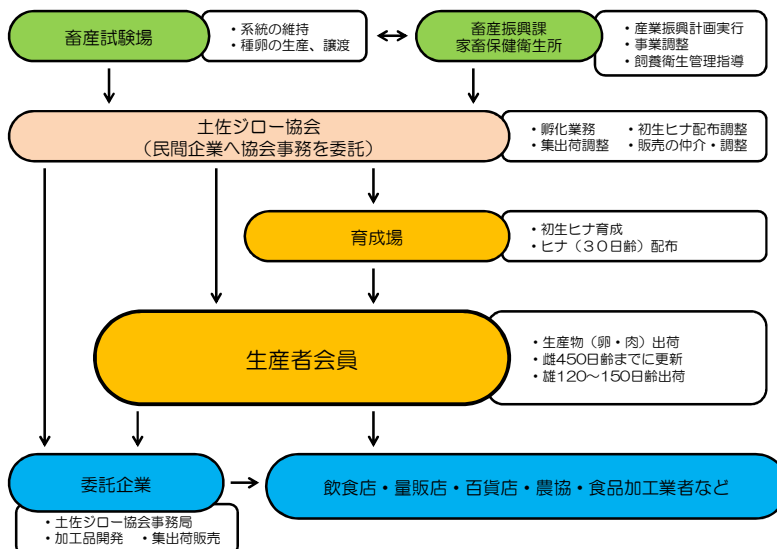 畜産試験場
・系統の維持
・種卵の生産、譲渡
畜産振興課
家畜保健衛生所
・産業振興計画実行
・事業調整
・飼養衛生管理指導
土佐ジロー協会
（民間企業へ協会事務を委託）
・孵化業務　・初生ヒナ配布調整
・集出荷調整　・販売の仲介・調整
育成場
・初生ヒナ育成
・ヒナ（３０日齢）配布
生産者会員
・生産物（卵・肉）出荷
・雌450日齢までに更新
・雄120～150日齢出荷
委託企業
・土佐ジロー協会事務局
・加工品開発　・集出荷販売
飲食店・量販店・百貨店・農協・食品加工業者など